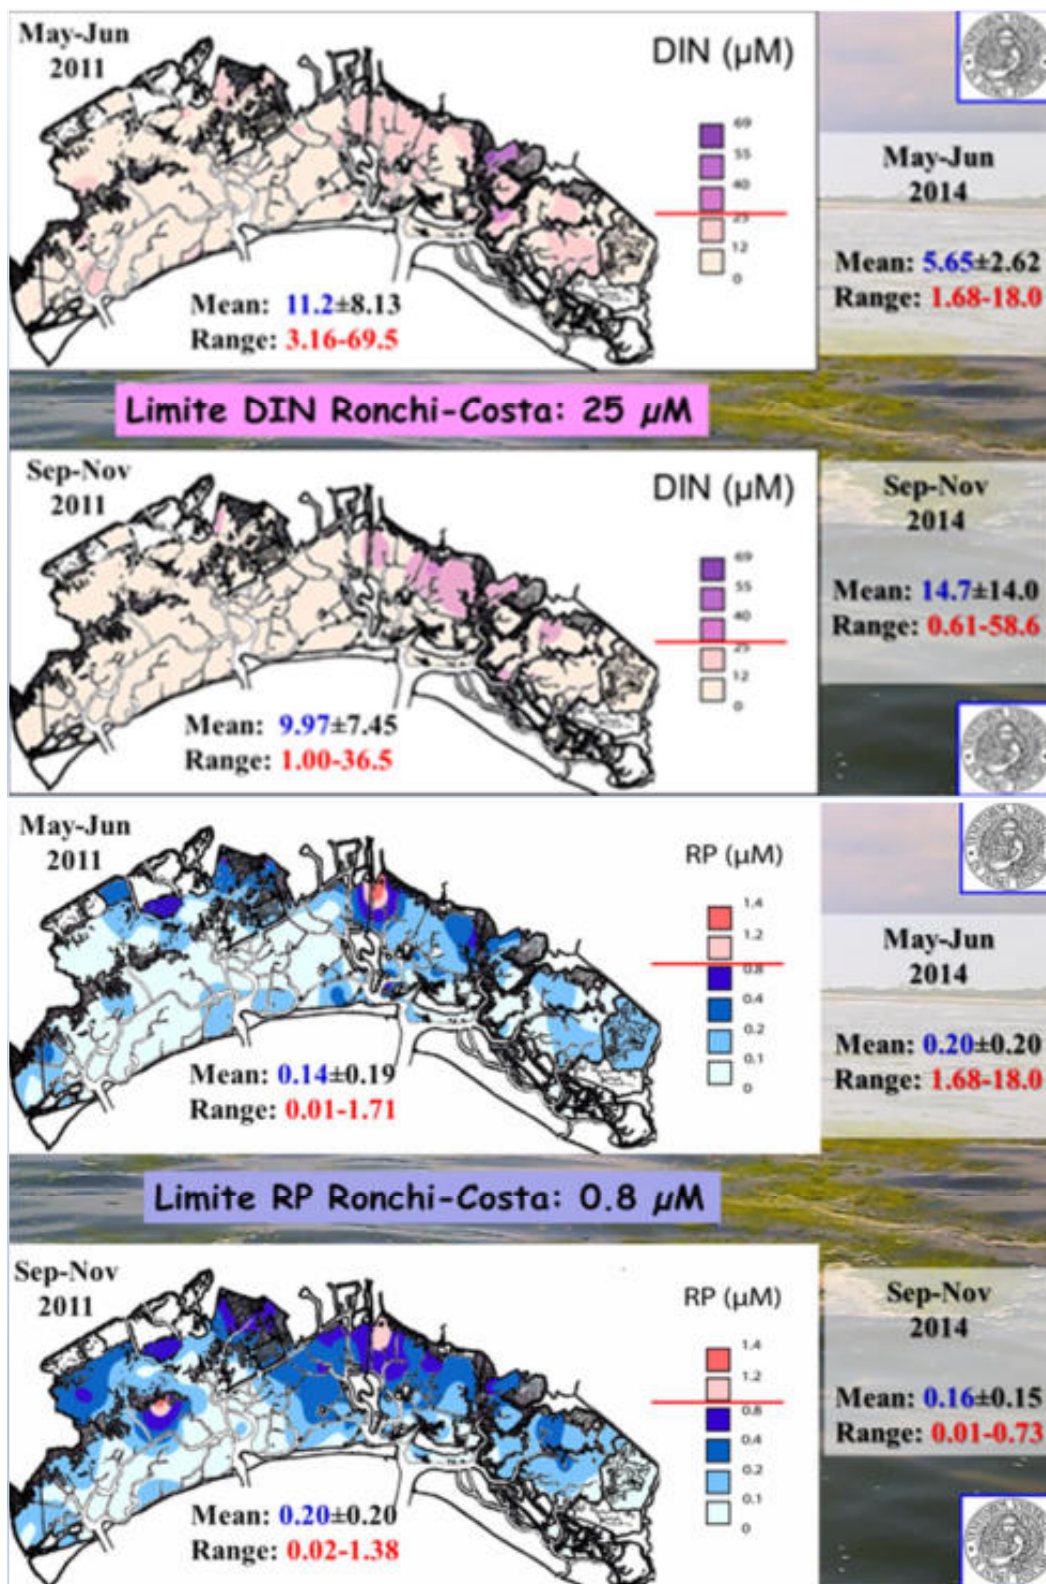 May-Jun
2011
DIN (μM)
69
55
40
25
12
0
Mean: 11.2±8.13
Range: 3.16-69.5
May-Jun
2014
Mean: 5.65±2.62
Range: 1.68-18.0
Limite DIN Ronchi-Costa: 25 μM
Sep-Nov
2011
DIN (μM)
69
55
40
25
12
0
Mean: 9.97±7.45
Range: 1.00-36.5
Sep-Nov
2014
Mean: 14.7±14.0
Range: 0.61-58.6
May-Jun
2011
RP (μM)
1.4
1.2
0.8
0.4
0.2
0.1
0
Mean: 0.14±0.19
Range: 0.01-1.71
May-Jun
2014
Mean: 0.20±0.20
Range: 1.68-18.0
Limite RP Ronchi-Costa: 0.8 μM
Sep-Nov
2011
RP (μM)
1.4
1.2
0.8
0.4
0.2
0.1
0
Mean: 0.20±0.20
Range: 0.02-1.38
Sep-Nov
2014
Mean: 0.16±0.15
Range: 0.01-0.73